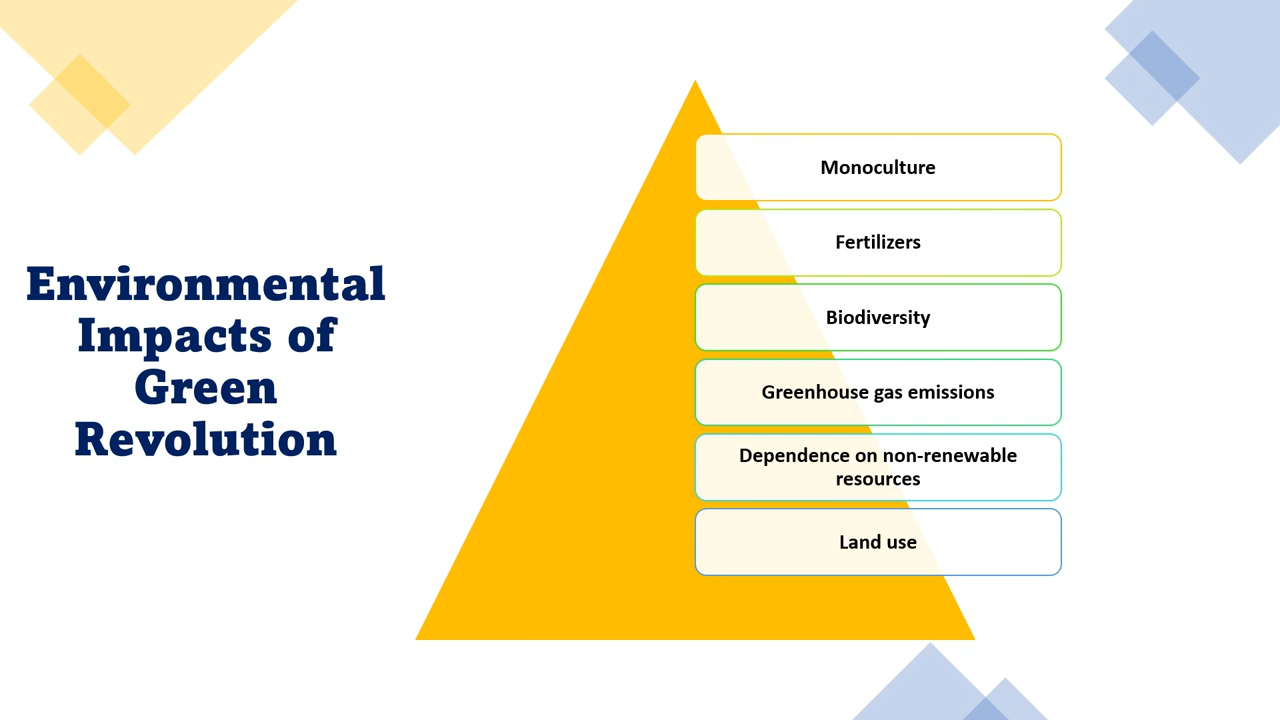 Environmental
Impacts of
Green
Revolution
Monoculture
Fertilizers
Biodiversity
Greenhouse gas emissions
Dependence on non-renewable
resources
Land use